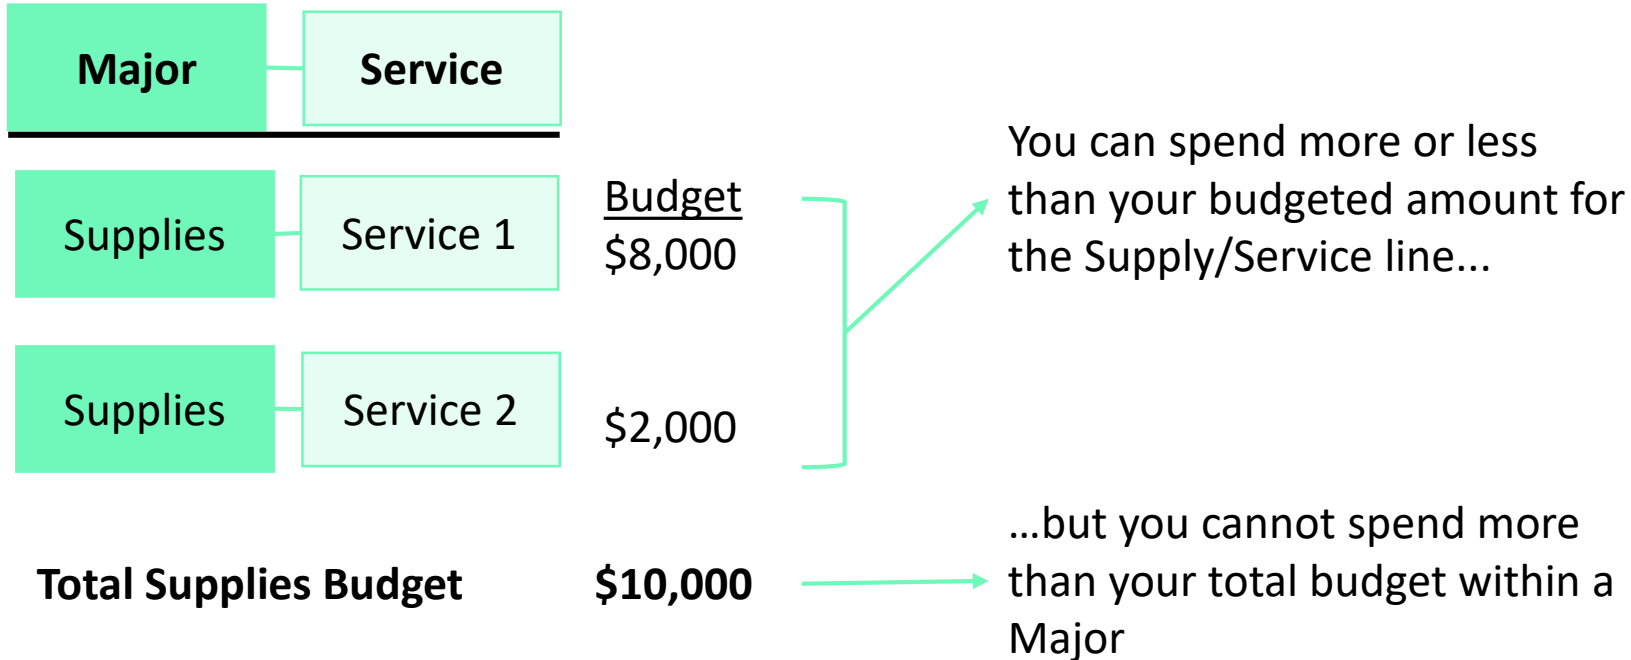 Major Service
Supplies Service 1
Budget
$8,000
You can spend more or less
than your budgeted amount for
the Supply/Service line...
Supplies Service 2 $2,000
Total Supplies Budget $10,000
...but you cannot spend more
than your total budget within a
Major